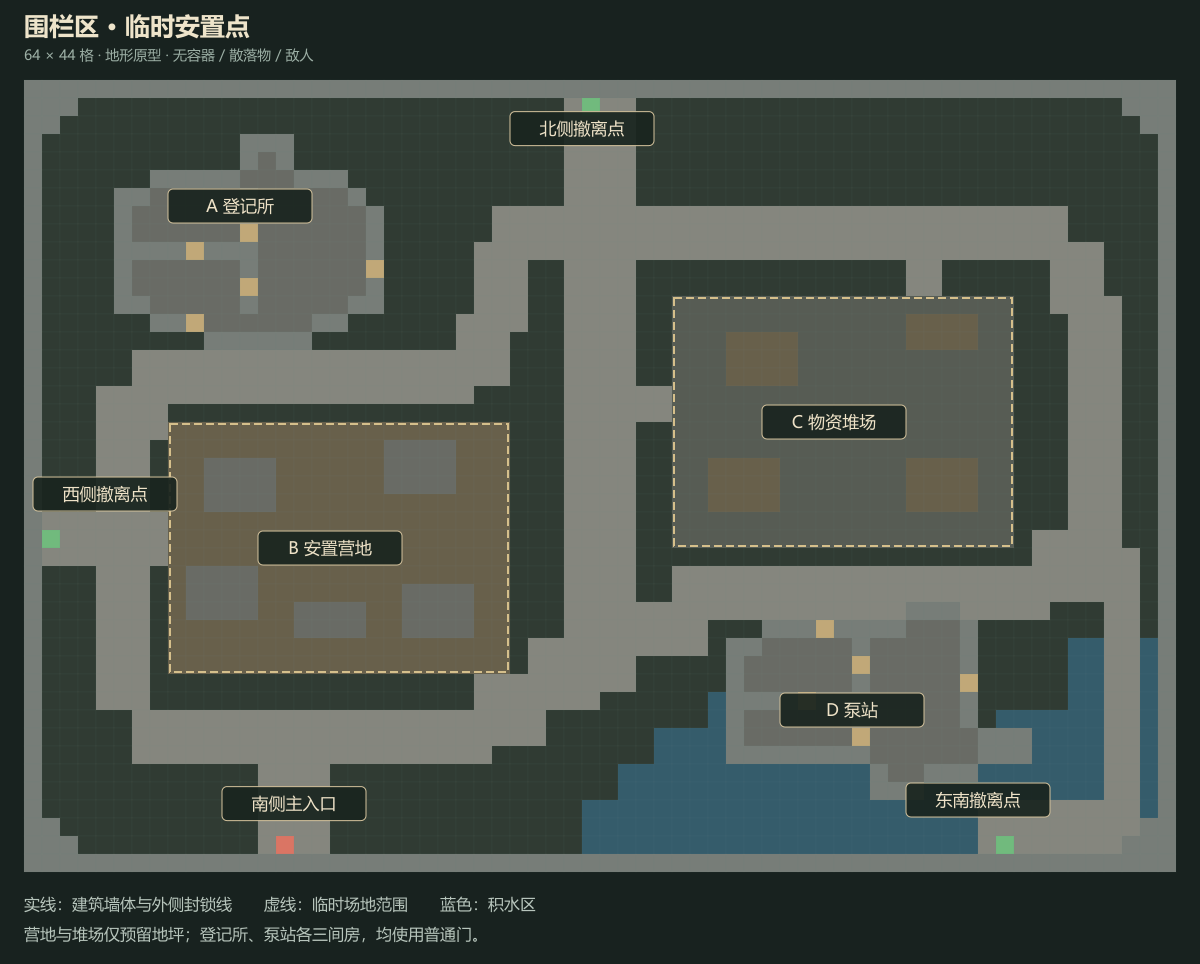 围栏区・临时安置点
64 × 44 格 · 地形原型 · 无容器 / 散落物 / 敌人
北侧撤离点
A 登记所
C 物资堆场
西侧撤离点
B 安置营地
D 泵站
南侧主入口
东南撤离点
实线：建筑墙体与外侧封锁线 虚线：临时场地范围 蓝色：积水区
营地与堆场仅预留地坪；登记所、泵站各三间房，均使用普通门。